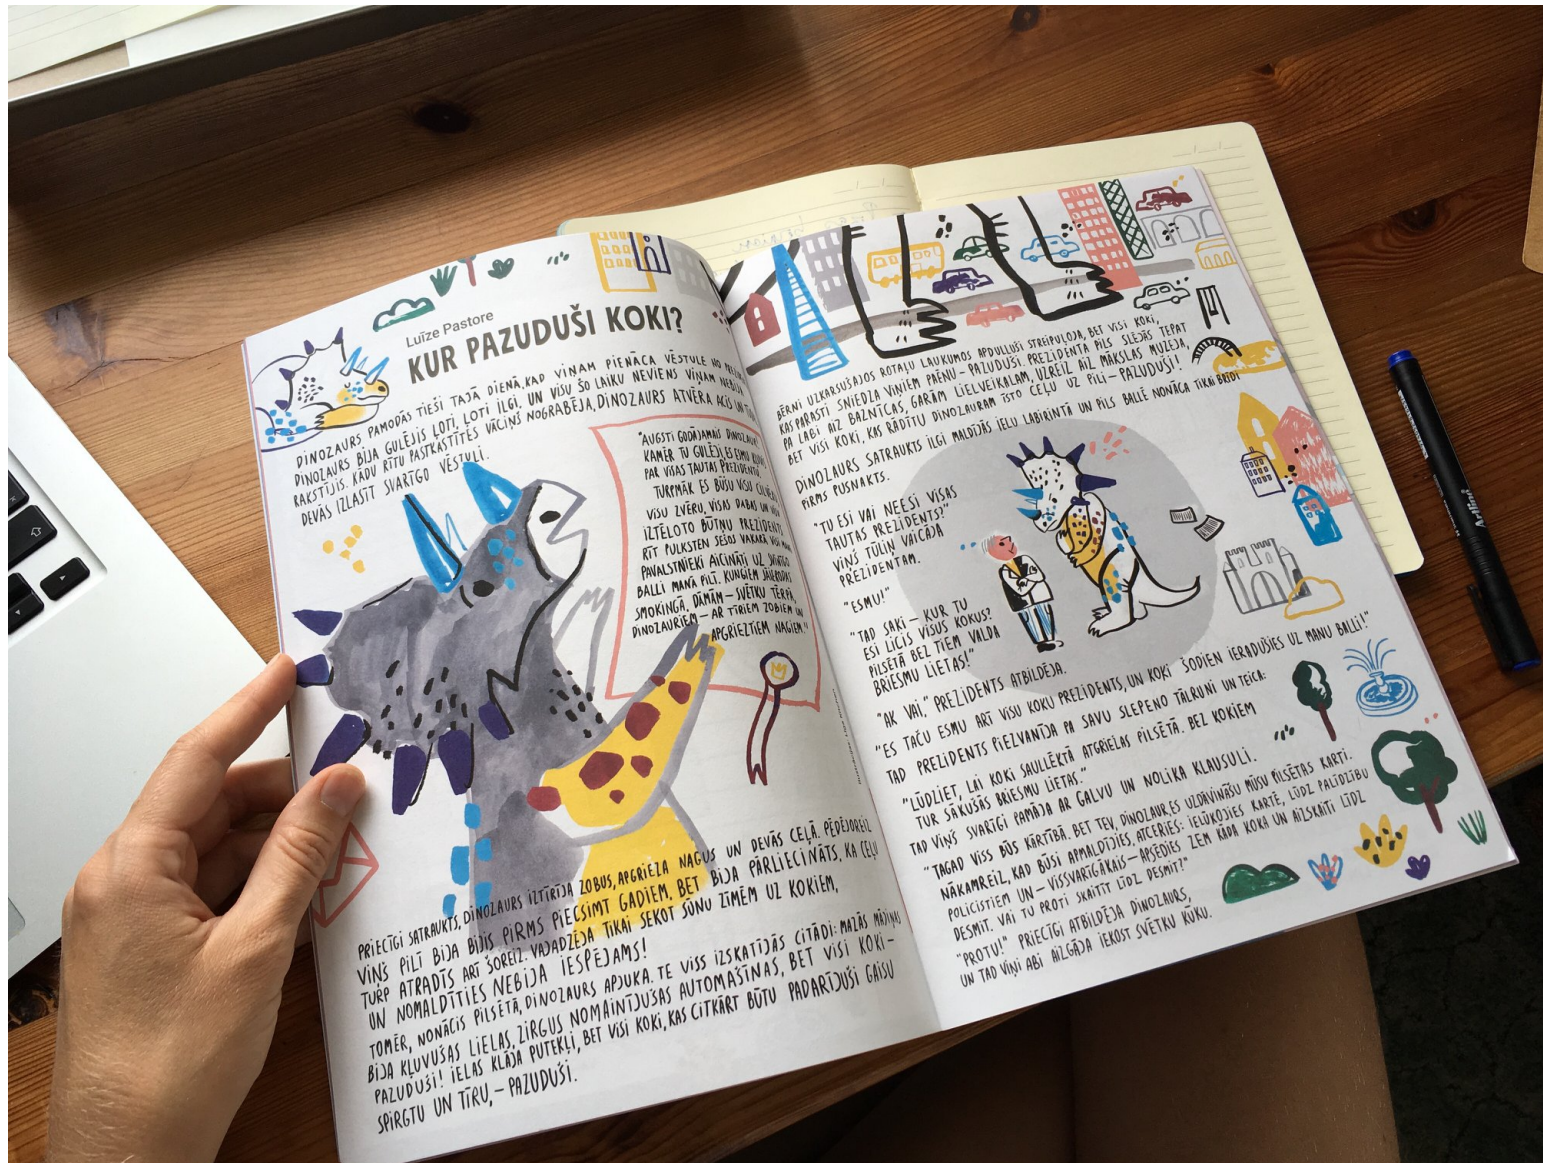 Luīze Pastore
KUR PAZUDUŠI KOKI?
DINOZAURS PAMODĀS TIEŠI TAJĀ DIENĀ, KAD VIŅAM PIENĀCA VĒSTULE NO
DINOZAURS BIJA GULĒJIS ĻOTI, ĻOTI ILGI, UN VISU ŠO LAIKU NEVIENS VIŅAM NEBIJA
RAKSTĪJIS. KĀDU RĪTU PASTKASTĪTES VĀCIŅŠ NOGRABĒJA, DINOZAURS ATVĒRA ACIS UN
DEVĀS IZLASĪT SVARĪGO VĒSTULI.
"AUGSTI GODĀJAMAIS DINOZAUR!
KAMĒR TU GULĒJI, ES ESMU KĻUVIS
PAR VISAS TAUTAS PREZIDENTU.
TURPMĀK ES BŪŠU VISU CILVĒKU,
VISU ZVĒRU, VISAS DABAS UN VISU
IZTĒLOTO BŪTŅU PREZIDENTS.
RĪT PULKSTEN SEŠOS VAKARĀ VISI MANI
PAVALSTNIEKI AICINĀTI UZ
BALLI MANĀ PILĪ. KUNGIEM JĀIERODAS
SMOKINGĀ, DĀMĀM – SVĒTKU TĒRPĀ,
DINOZAURIEM – AR TĪRIEM ZOBIEM UN
APGRIEZTIEM NAGIEM."
PRIECĪGI SATRAUKTS, DINOZAURS IZTĪRĪJA ZOBUS, APGRIEZA NAGUS UN DEVĀS CEĻĀ. PĒDĒJOREIZ
VIŅŠ PILĪ BIJA BIJIS PIRMS PIECSIMT GADIEM, BET BIJA PĀRLIECINĀTS, KA CEĻU
TURP ATRADĪS ARĪ ŠOREIZ. VAJADZĒJA TIKAI SEKOT SŪNU ZĪMĒM UZ KOKIEM,
UN NOMALDĪTIES NEBIJA IESPĒJAMS!
TOMĒR, NONĀCIS PILSĒTĀ, DINOZAURS APJUKA. TE VISS IZSKATĪJĀS CITĀDI: MAZĀS MĀJIŅAS
BIJA KĻUVUŠAS LIELAS, ZIRGUS NOMAINĪJUŠAS AUTOMAŠĪNAS, BET VISI KOKI –
PAZUDUŠI! IELAS KLĀJA PUTEKĻI, BET VISI KOKI, KAS CITKĀRT BŪTU PADARĪJUŠI GAISU
SPIRGTU UN TĪRU, – PAZUDUŠI.
BĒRNI UZKARSUŠAJOS ROTAĻU LAUKUMOS APDULLUŠI STREIPUĻOJA, BET VISI KOKI,
KAS PARASTI SNIEDZA VIŅIEM PAĒNU – PAZUDUŠI. PREZIDENTA PILS SLEJĀS TEPAT
PA LABI AIZ BAZNĪCAS, GARĀM LIELVEIKALAM, UZREIZ AIZ MĀKSLAS MUZEJA,
BET VISI KOKI, KAS RĀDĪTU DINOZAURAM ĪSTO CEĻU UZ PILI – PAZUDUŠI!
DINOZAURS SATRAUKTS ILGI MALDĪJĀS IELU LABIRINTĀ UN PILS BALLĒ NONĀCA TIKAI BRĪDI
PIRMS PUSNAKTS.
"TU ESI VAI NEESI VISAS
TAUTAS PREZIDENTS?"
VIŅŠ TŪLIŅ VAICĀJA
PREZIDENTAM.
"ESMU!"
"TAD SAKI – KUR TU
ESI LICIS VISUS KOKUS?
PILSĒTĀ BEZ TIEM VALDA
BRIESMU LIETAS!"
"AK VAI," PREZIDENTS ATBILDĒJA.
"ES TAČU ESMU ARĪ VISU KOKU PREZIDENTS, UN KOKI ŠODIEN IERADUŠIES UZ MANU BALLI!"
TAD PREZIDENTS PIEZVANĪJA PA SAVU SLEPENO TĀLRUNI UN TEICA:
"LŪDZIET, LAI KOKI SAULLĒKTĀ ATGRIEŽAS PILSĒTĀ. BEZ KOKIEM
TUR SĀKUŠĀS BRIESMU LIETAS."
TAD VIŅŠ SVARĪGI PAMĀJA AR GALVU UN NOLIKA KLAUSULI.
"TAGAD VISS BŪS KĀRTĪBĀ. BET TEV, DINOZAUR, ES UZDĀVINĀŠU MŪSU PILSĒTAS KARTI.
NĀKAMREIZ, KAD BŪSI APMALDĪJIES, ATCERIES: IELŪKOJIES KARTĒ, LŪDZ PALĪDZĪBU
POLICISTIEM UN – VISSVARĪGĀKAIS – APSĒDIES ZEM KĀDA KOKA UN AIZSKAITI LĪDZ
DESMIT. VAI TU PROTI SKAITĪT LĪDZ DESMIT?"
"PROTU!" PRIECĪGI ATBILDĒJA DINOZAURS,
UN TAD VIŅI ABI AIZGĀJA IEKOST SVĒTKU KŪKU.